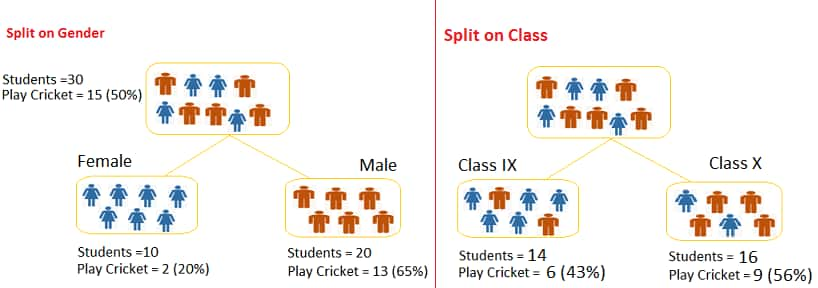 Split on Gender
Students =30
Play Cricket = 15 (50%)
Female
Male
Students =10
Play Cricket = 2 (20%)
Students = 20
Play Cricket = 13 (65%)
Split on Class
Class IX
Class X
Students = 14
Play Cricket = 6 (43%)
Students = 16
Play Cricket = 9 (56%)